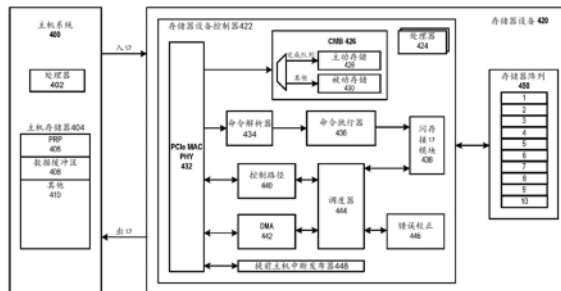 主机系统
400
处理器
402
主机存储器404
PRP
406
数据缓冲区
408
其他
410
入口
出口
存储器设备 420
存储器设备控制器422
PCIe MAC
PHY
432
CMB 426
完成队列
其他
主动存储
428
被动存储
430
处理器
424
命令解析器
434
命令执行器
436
闪存
接口
模块
438
控制路径
440
DMA
442
调度器
444
错误校正
446
提前主机中断发布器448
存储器阵列
450
1
2
3
4
5
6
7
8
9
10